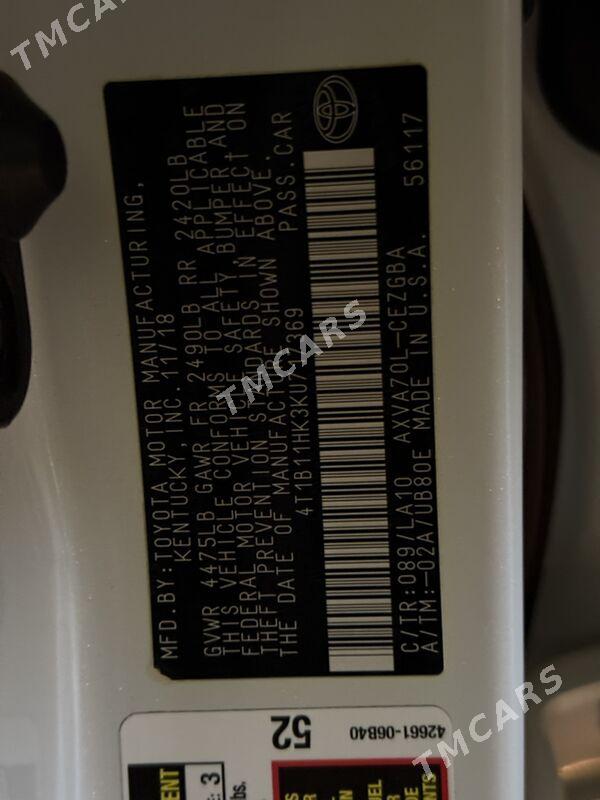 MFD.BY:TOYOTA MOTOR MANUFACTURING,
KENTUCKY, INC. 11/18
GVWR 4475LB GAWR FR 2490LB RR 2420LB
THIS VEHICLE CONFORMS TO ALL APPLICABLE
FEDERAL MOTOR VEHICLE SAFETY, BUMPER AND
THEFT PREVENTION STANDARDS IN EFFECT ON
THE DATE OF MANUFACTURE SHOWN ABOVE.
PASS.CAR
C/TR:089/LA10 AXVA70L-CEZGBA
A/TM:-02A/UB80E MADE IN U.S.A. 56117
52
42661-06B40
3
TMCARS
TMCARS
TMCARS
TMCARS